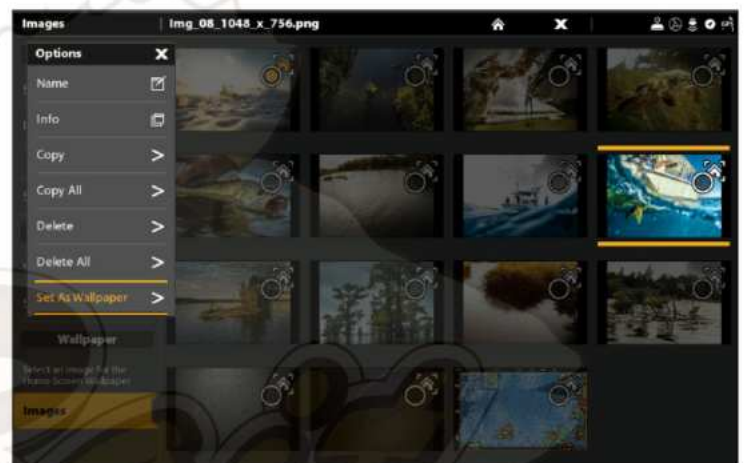 Images
Img_08_1048_x_756.png
Options
Name
Info
Copy
Copy All
Delete
Delete All
Set As Wallpaper
Wallpaper
Select an image for the
Home Screen Wallpaper
Images